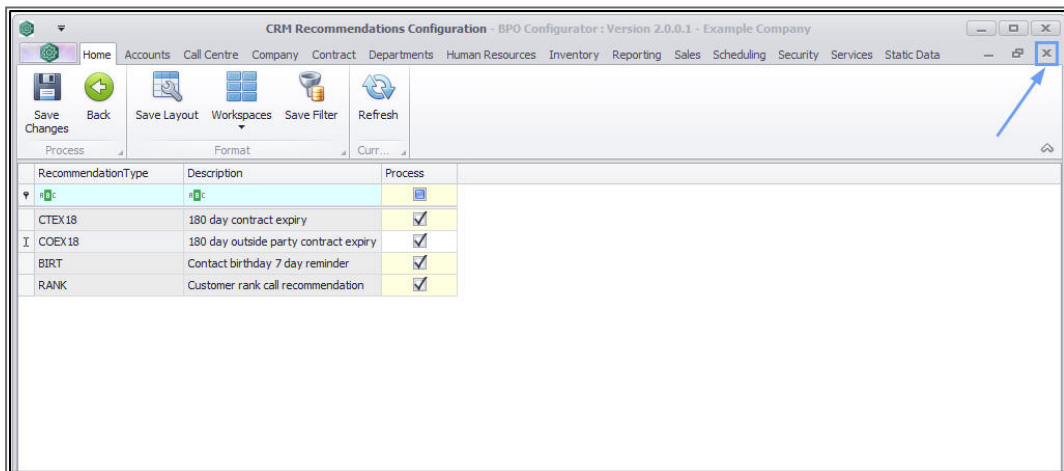 CRM Recommendations Configuration - BPO Configurator : Version 2.0.0.1 - Example Company
Home Accounts Call Centre Company Contract Departments Human Resources Inventory Reporting Sales Scheduling Security Services Static Data
Save Changes Back Save Layout Workspaces Save Filter Refresh
Process Format Curr...
RecommendationType Description Process
ABC ABC
CTEX18 180 day contract expiry
COEX18 180 day outside party contract expiry
BIRT Contact birthday 7 day reminder
RANK Customer rank call recommendation